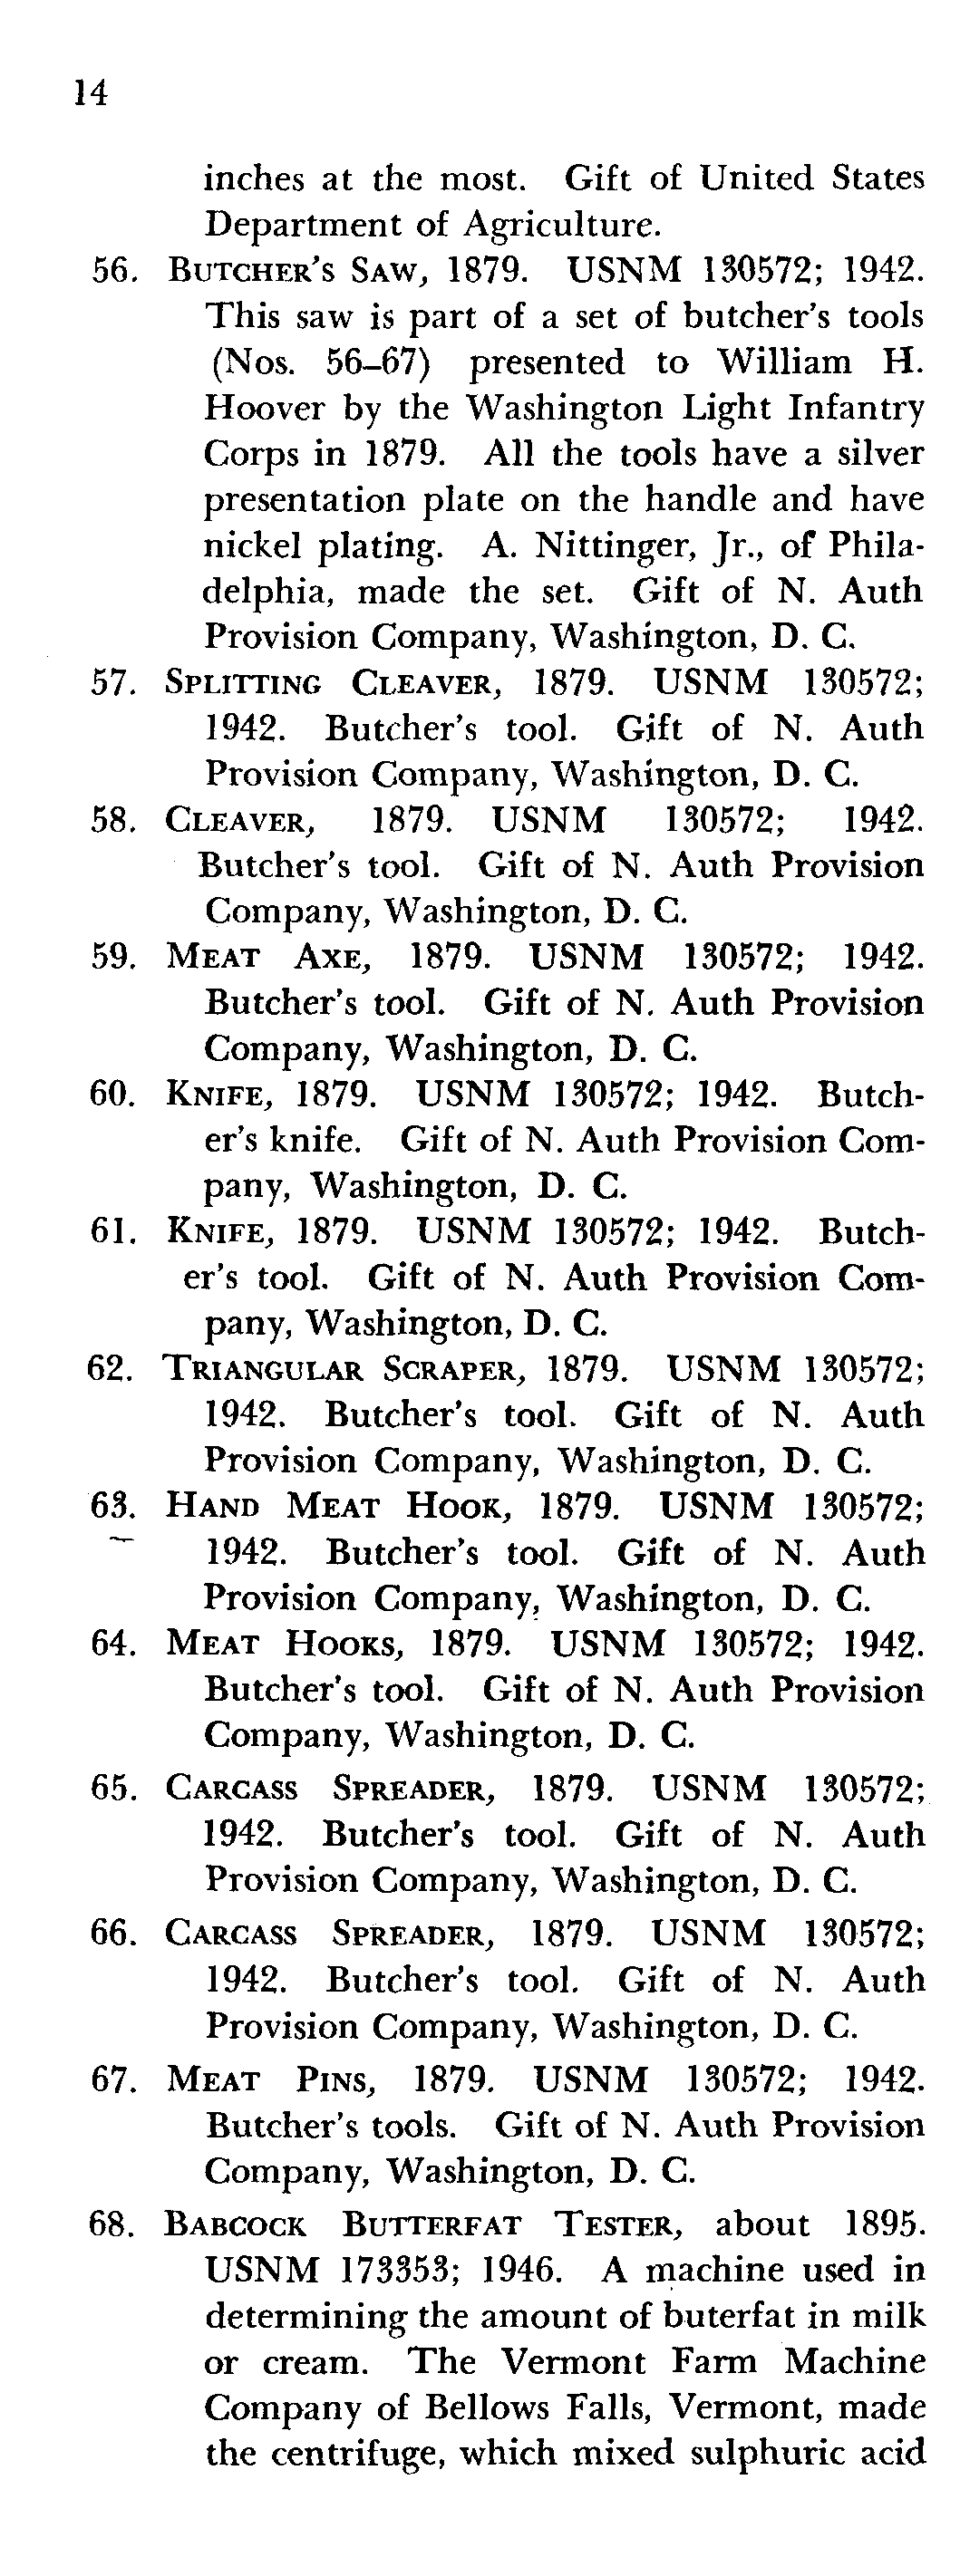 14
inches at the most. Gift of United States
Department of Agriculture.
56. BUTCHER'S SAW, 1879. USNM 130572; 1942.
This saw is part of a set of butcher's tools
(Nos. 56–67) presented to William H.
Hoover by the Washington Light Infantry
Corps in 1879. All the tools have a silver
presentation plate on the handle and have
nickel plating. A. Nittinger, Jr., of Phila-
delphia, made the set. Gift of N. Auth
Provision Company, Washington, D. C.
57. SPLITTING CLEAVER, 1879. USNM 130572;
1942. Butcher's tool. Gift of N. Auth
Provision Company, Washington, D. C.
58. CLEAVER, 1879. USNM 130572; 1942.
Butcher's tool. Gift of N. Auth Provision
Company, Washington, D. C.
59. MEAT AXE, 1879. USNM 130572; 1942.
Butcher's tool. Gift of N. Auth Provision
Company, Washington, D. C.
60. KNIFE, 1879. USNM 130572; 1942. Butch-
er's knife. Gift of N. Auth Provision Com-
pany, Washington, D. C.
61. KNIFE, 1879. USNM 130572; 1942. Butch-
er's tool. Gift of N. Auth Provision Com-
pany, Washington, D. C.
62. TRIANGULAR SCRAPER, 1879. USNM 130572;
1942. Butcher's tool. Gift of N. Auth
Provision Company, Washington, D. C.
63. HAND MEAT HOOK, 1879. USNM 130572;
1942. Butcher's tool. Gift of N. Auth
Provision Company, Washington, D. C.
64. MEAT HOOKS, 1879. USNM 130572; 1942.
Butcher's tool. Gift of N. Auth Provision
Company, Washington, D. C.
65. CARCASS SPREADER, 1879. USNM 130572;
1942. Butcher's tool. Gift of N. Auth
Provision Company, Washington, D. C.
66. CARCASS SPREADER, 1879. USNM 130572;
1942. Butcher's tool. Gift of N. Auth
Provision Company, Washington, D. C.
67. MEAT PINS, 1879. USNM 130572; 1942.
Butcher's tools. Gift of N. Auth Provision
Company, Washington, D. C.
68. BABCOCK BUTTERFAT TESTER, about 1895.
USNM 173353; 1946. A machine used in
determining the amount of buterfat in milk
or cream. The Vermont Farm Machine
Company of Bellows Falls, Vermont, made
the centrifuge, which mixed sulphuric acid